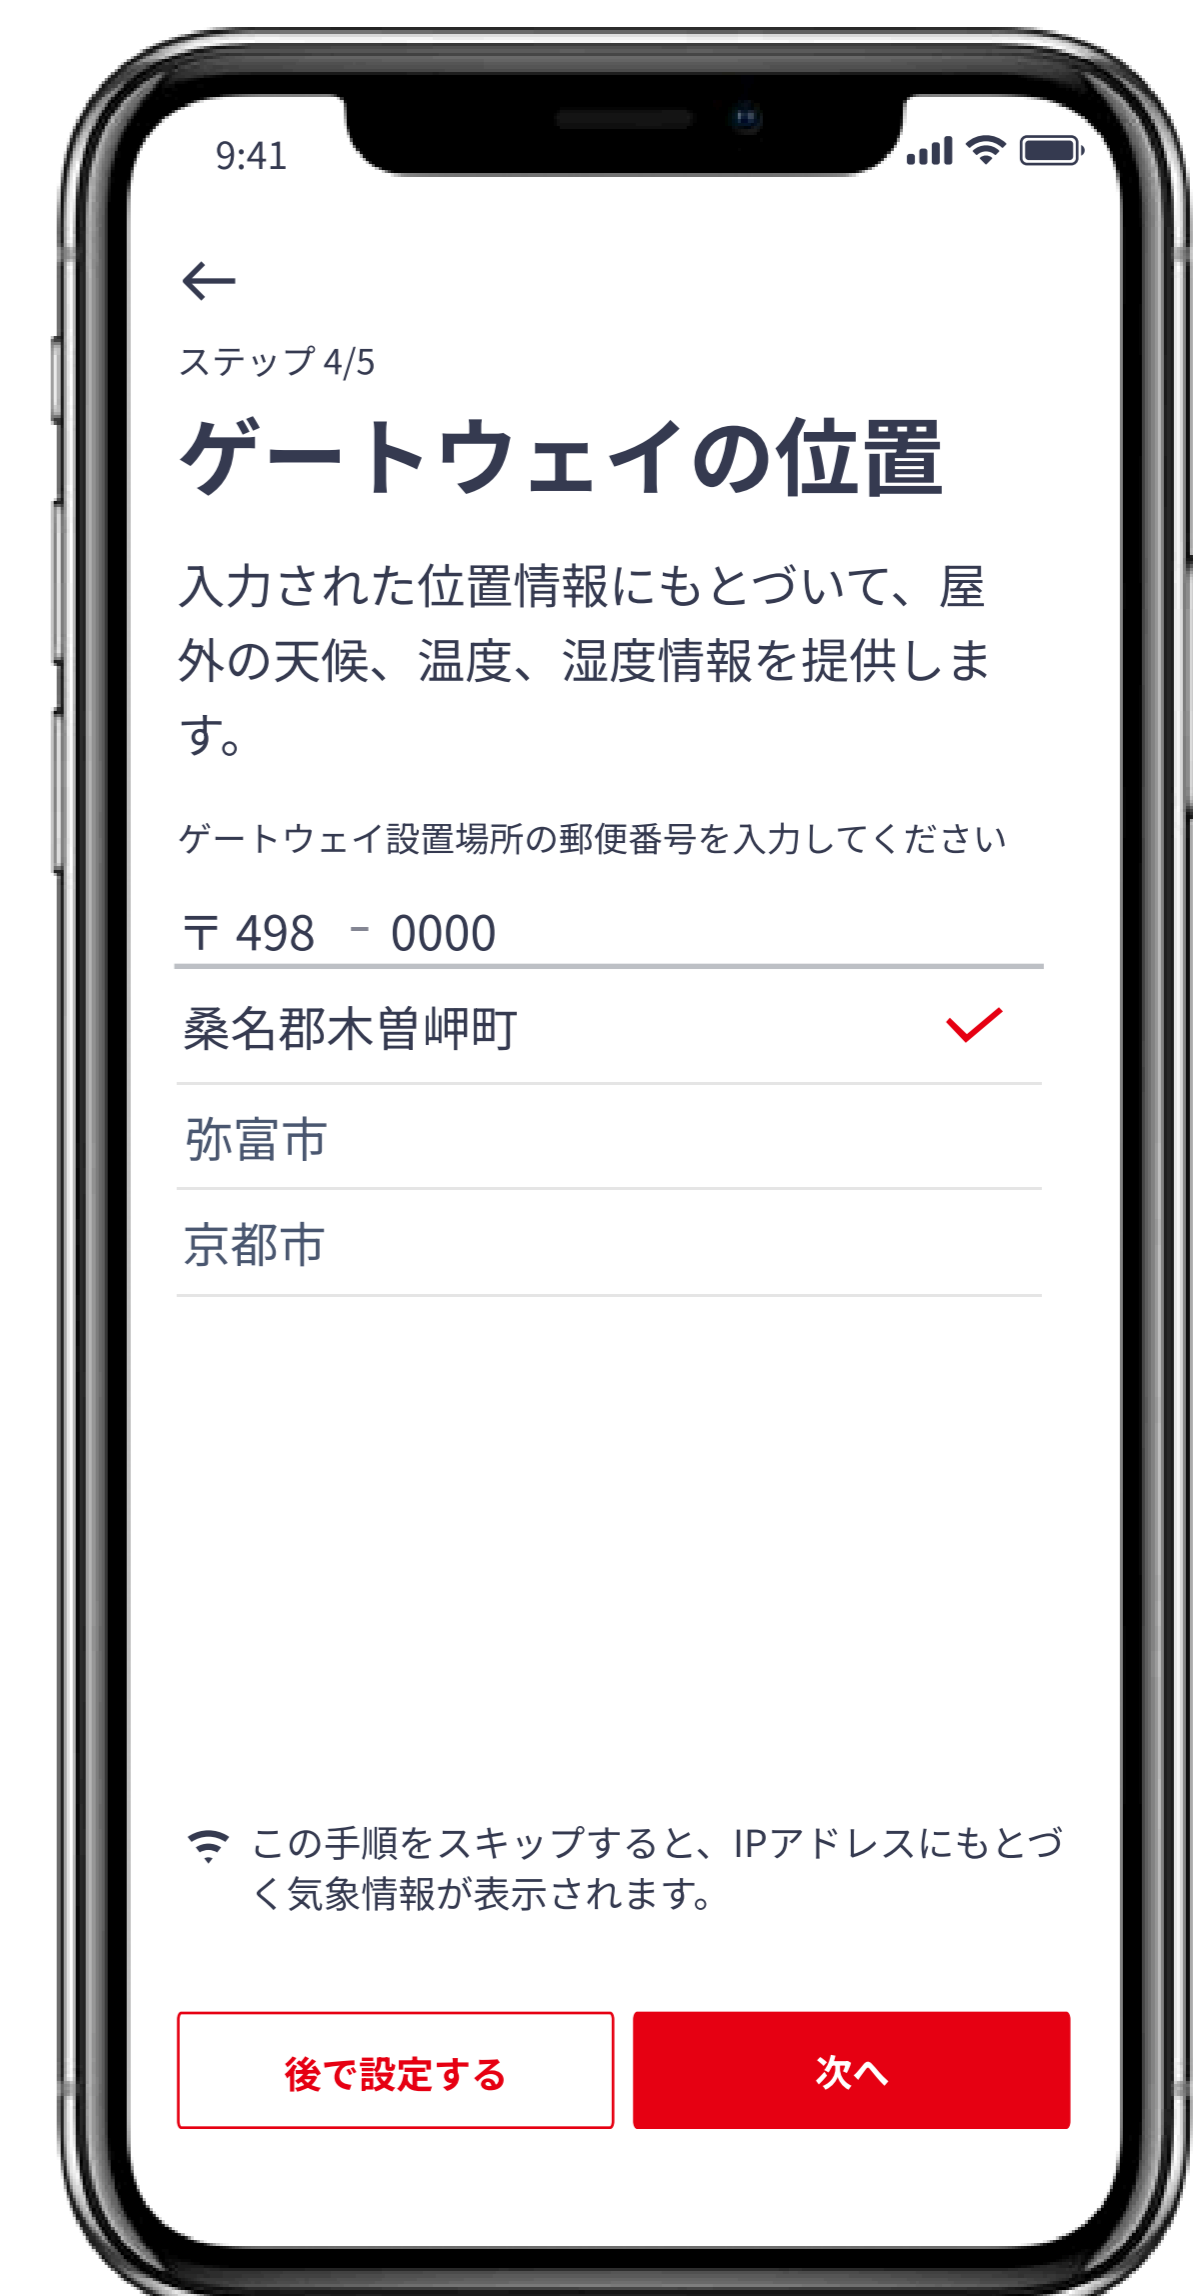 9:41
ステップ 4/5
ゲートウェイの位置
入力された位置情報にもとづいて、屋
外の天候、温度、湿度情報を提供しま
す。
ゲートウェイ設置場所の郵便番号を入力してください
〒 498 - 0000
桑名郡木曽岬町
弥富市
京都市
この手順をスキップすると、IPアドレスにもとづ
く気象情報が表示されます。
後で設定する
次へ